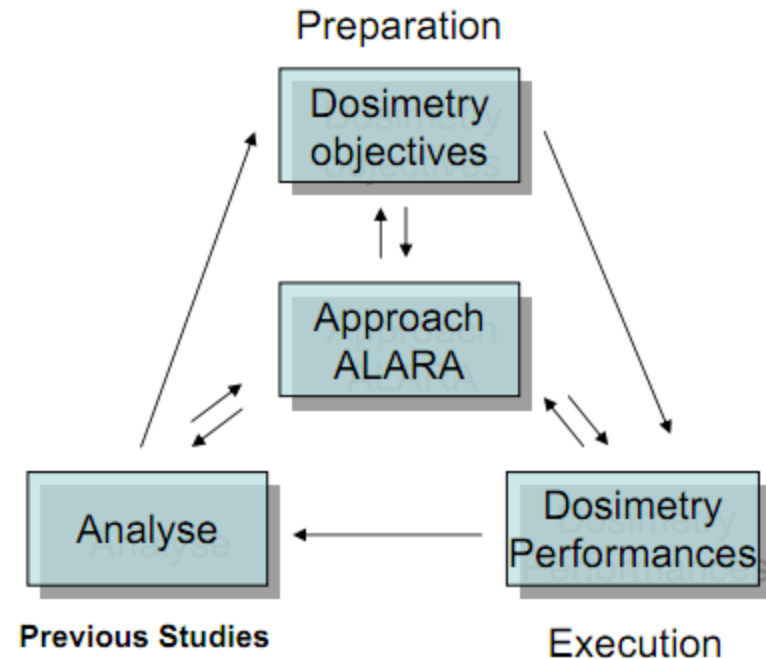 Preparation
Dosimetry
objectives
Approach
ALARA
Analyse
Dosimetry
Performances
Previous Studies
Execution